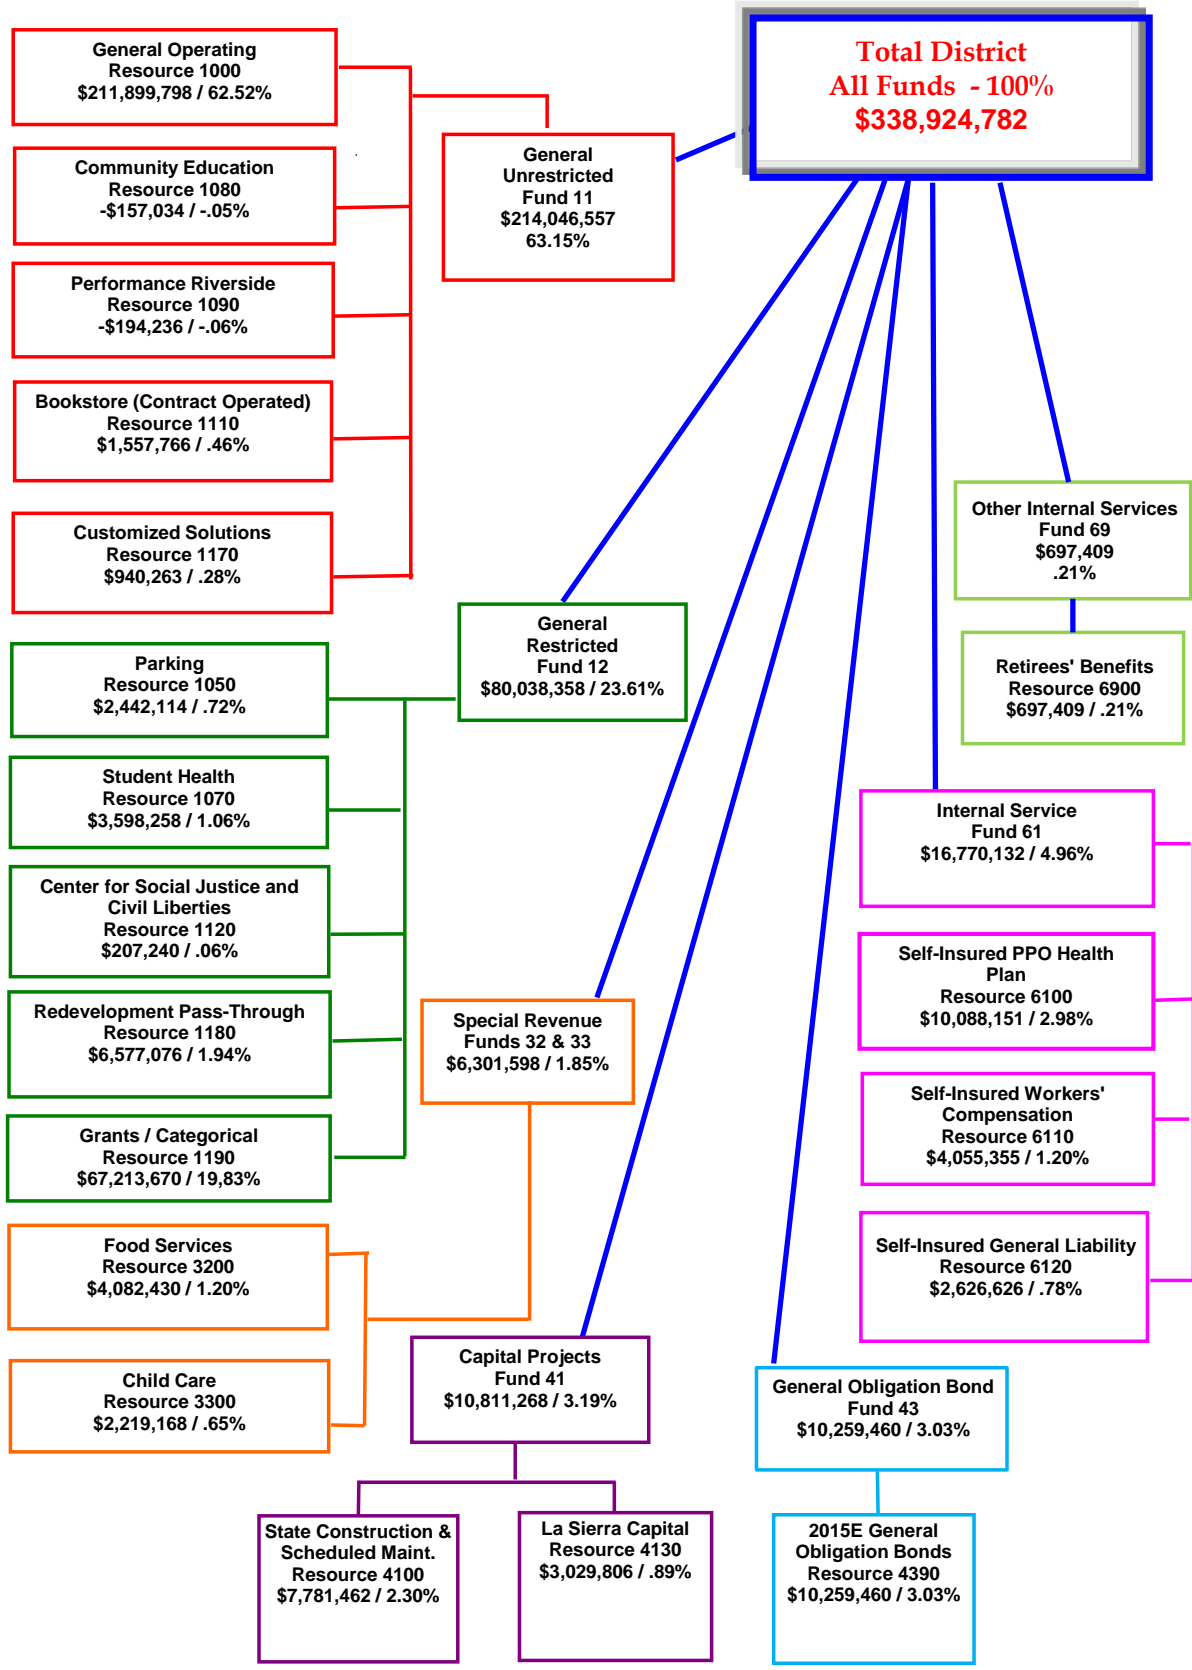 Total District
All Funds - 100%
$338,924,782
General Operating
Resource 1000
$211,899,798 / 62.52%
Community Education
Resource 1080
-$157,034 / -.05%
Performance Riverside
Resource 1090
-$194,236 / -.06%
Bookstore (Contract Operated)
Resource 1110
$1,557,766 / .46%
Customized Solutions
Resource 1170
$940,263 / .28%
General
Unrestricted
Fund 11
$214,046,557
63.15%
Other Internal Services
Fund 69
$697,409
.21%
Retirees' Benefits
Resource 6900
$697,409 / .21%
General
Restricted
Fund 12
$80,038,358 / 23.61%
Parking
Resource 1050
$2,442,114 / .72%
Student Health
Resource 1070
$3,598,258 / 1.06%
Center for Social Justice and
Civil Liberties
Resource 1120
$207,240 / .06%
Redevelopment Pass-Through
Resource 1180
$6,577,076 / 1.94%
Grants / Categorical
Resource 1190
$67,213,670 / 19,83%
Internal Service
Fund 61
$16,770,132 / 4.96%
Self-Insured PPO Health
Plan
Resource 6100
$10,088,151 / 2.98%
Self-Insured Workers'
Compensation
Resource 6110
$4,055,355 / 1.20%
Self-Insured General Liability
Resource 6120
$2,626,626 / .78%
Special Revenue
Funds 32 & 33
$6,301,598 / 1.85%
Food Services
Resource 3200
$4,082,430 / 1.20%
Child Care
Resource 3300
$2,219,168 / .65%
Capital Projects
Fund 41
$10,811,268 / 3.19%
State Construction &
Scheduled Maint.
Resource 4100
$7,781,462 / 2.30%
La Sierra Capital
Resource 4130
$3,029,806 / .89%
General Obligation Bond
Fund 43
$10,259,460 / 3.03%
2015E General
Obligation Bonds
Resource 4390
$10,259,460 / 3.03%